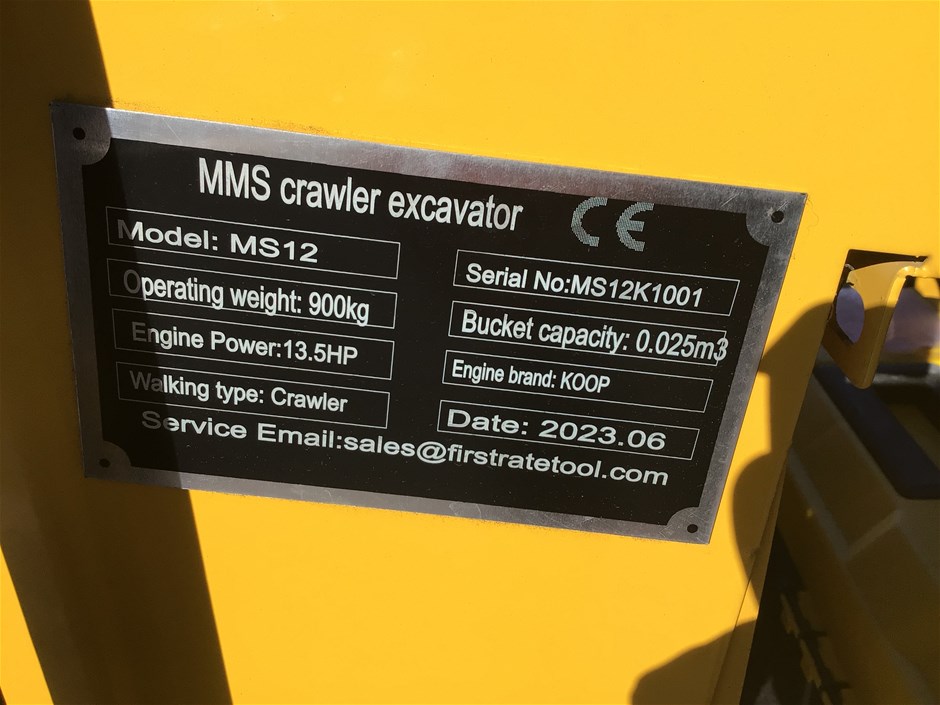 MMS crawler excavator CE
Model: MS12
Serial No:MS12K1001
Operating weight: 900kg
Bucket capacity: 0.025m3
Engine Power:13.5HP
Engine brand: KOOP
Walking type: Crawler
Date: 2023.06
Service Email:sales@firstratetool.com